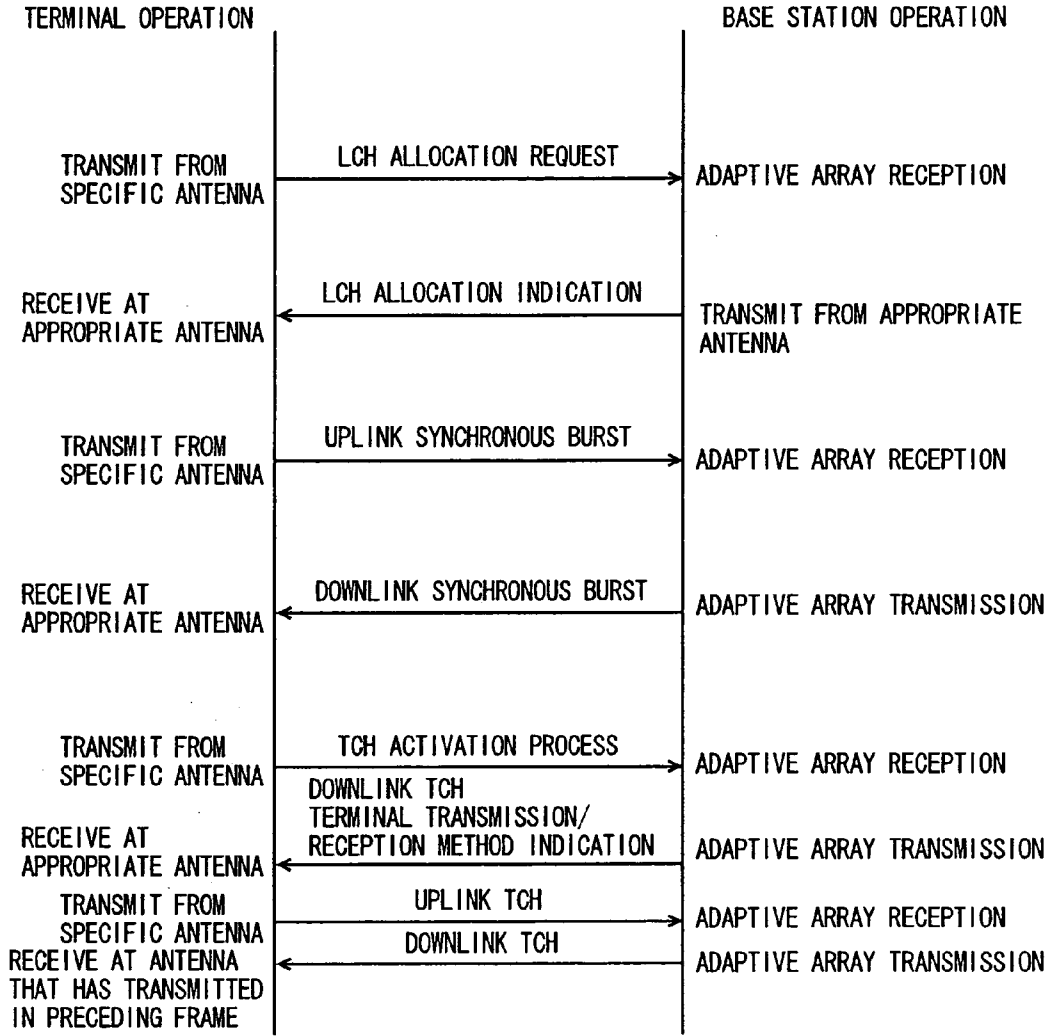 TERMINAL OPERATION
BASE STATION OPERATION
TRANSMIT FROM
SPECIFIC ANTENNA
LCH ALLOCATION REQUEST
ADAPTIVE ARRAY RECEPTION
RECEIVE AT
APPROPRIATE ANTENNA
LCH ALLOCATION INDICATION
TRANSMIT FROM APPROPRIATE
ANTENNA
TRANSMIT FROM
SPECIFIC ANTENNA
UPLINK SYNCHRONOUS BURST
ADAPTIVE ARRAY RECEPTION
RECEIVE AT
APPROPRIATE ANTENNA
DOWNLINK SYNCHRONOUS BURST
ADAPTIVE ARRAY TRANSMISSION
TRANSMIT FROM
SPECIFIC ANTENNA
TCH ACTIVATION PROCESS
ADAPTIVE ARRAY RECEPTION
RECEIVE AT
APPROPRIATE ANTENNA
DOWNLINK TCH
TERMINAL TRANSMISSION/
RECEPTION METHOD INDICATION
ADAPTIVE ARRAY TRANSMISSION
TRANSMIT FROM
SPECIFIC ANTENNA
UPLINK TCH
ADAPTIVE ARRAY RECEPTION
RECEIVE AT ANTENNA
THAT HAS TRANSMITTED
IN PRECEDING FRAME
DOWNLINK TCH
ADAPTIVE ARRAY TRANSMISSION